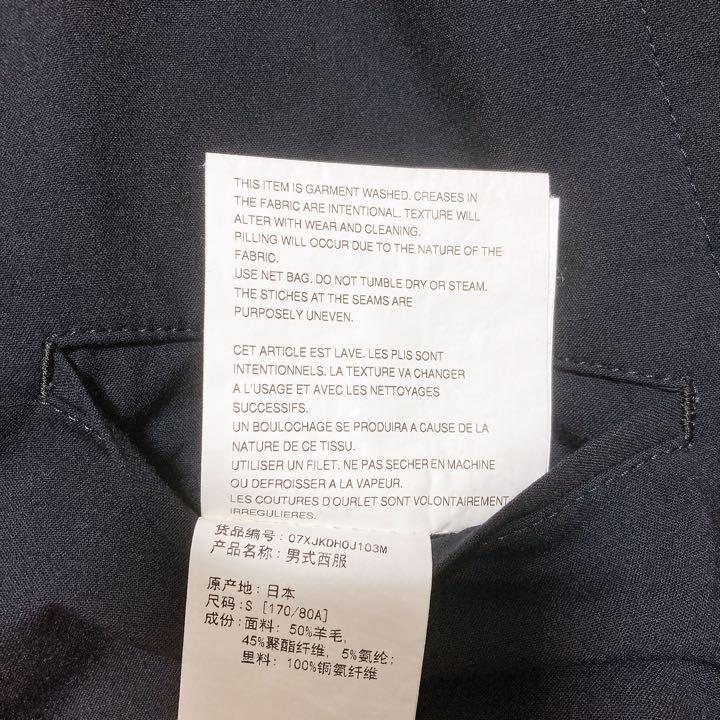 THIS ITEM IS GARMENT WASHED. CREASES IN
THE FABRIC ARE INTENTIONAL. TEXTURE WILL
ALTER WITH WEAR AND CLEANING.
PILLING WILL OCCUR DUE TO THE NATURE OF THE
FABRIC.
USE NET BAG. DO NOT TUMBLE DRY OR STEAM.
THE STICHES AT THE SEAMS ARE
PURPOSELY UNEVEN.
CET ARTICLE EST LAVE. LES PLIS SONT
INTENTIONNELS. LA TEXTURE VA CHANGER
A L'USAGE ET AVEC LES NETTOYAGES
SUCCESSIFS.
UN BOULOCHAGE SE PRODUIRA A CAUSE DE LA
NATURE DE CE TISSU.
UTILISER UN FILET. NE PAS SECHER EN MACHINE
OU DEFROISSER A LA VAPEUR.
LES COUTURES D'OURLET SONT VOLONTAIREMENT
IRREGULIERES.
货品编号: 07XJKDHOJ103M
产品名称: 男式西服
原产地: 日本
尺码: S [170/80A]
成份: 面料: 50%羊毛,
45%聚酯纤维, 5%氨纶;
里料: 100%铜氨纤维